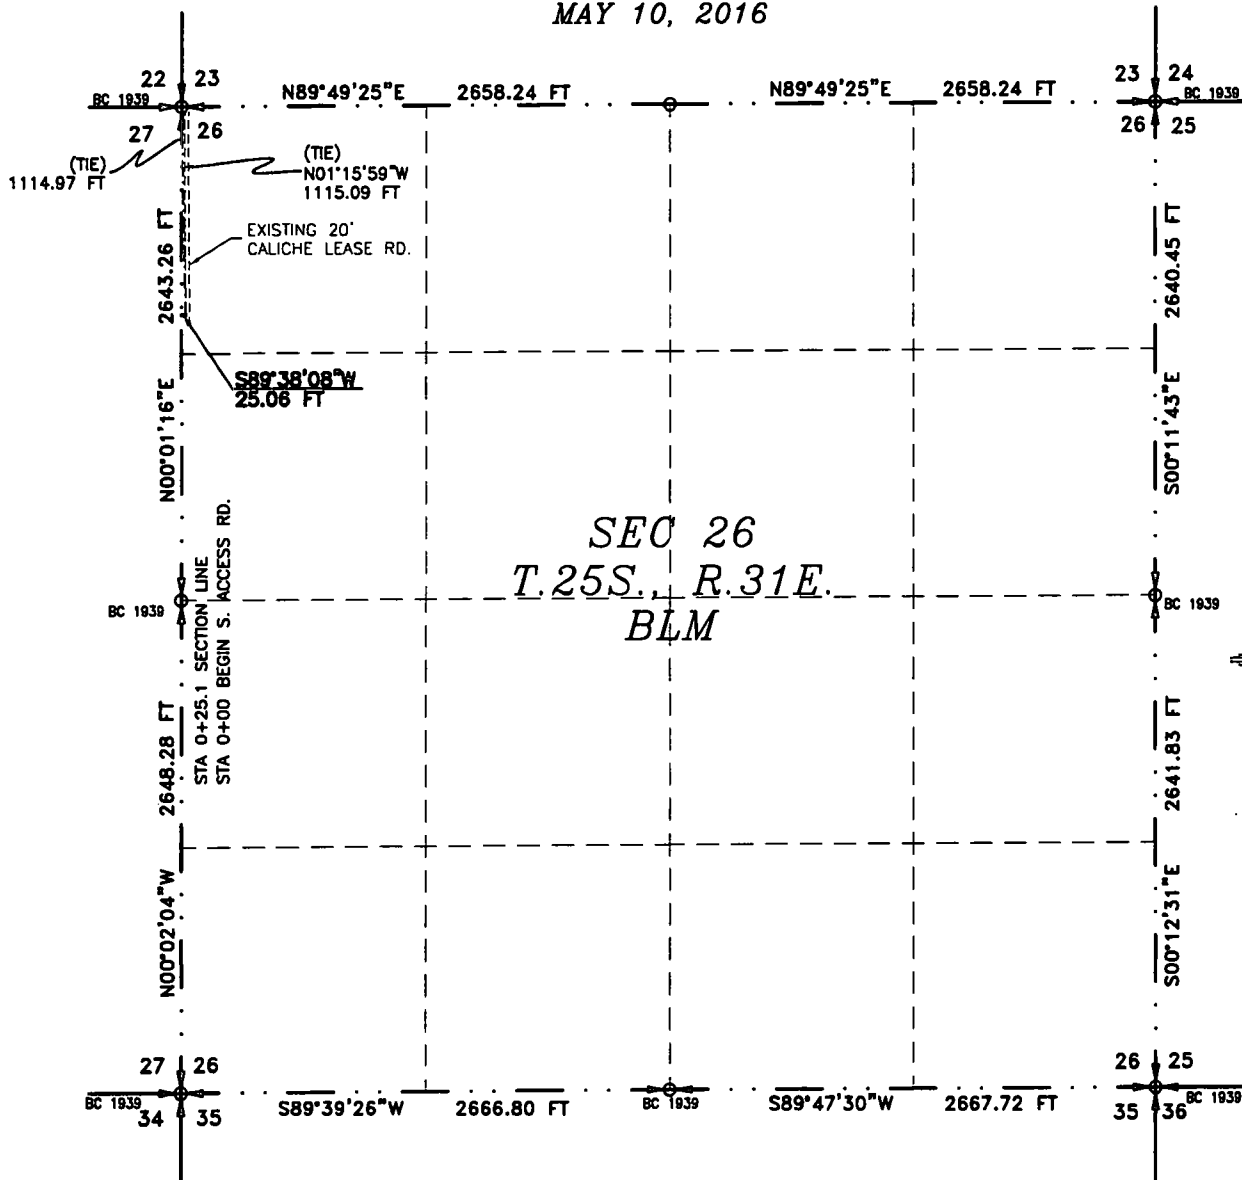 MAY 10, 2016
22 23
BC 1939
27 26
N89°49'25"E 2658.24 FT
N89°49'25"E 2658.24 FT
23 24
BC 1939
26 25
(TIE)
1114.97 FT
(TIE)
N01°15'59"W
1115.09 FT
EXISTING 20'
CALICHE LEASE RD.
2643.26 FT
N00°01'16"E
S89°38'08"W
25.06 FT
2640.45 FT
S00°11'43"E
SEC 26
T.25S., R.31E.
BLM
BC 1939
BC 1939
STA 0+25.1 SECTION LINE
STA 0+00 BEGIN S. ACCESS RD.
2648.28 FT
N00°02'04"W
2641.83 FT
S00°12'31"E
27 26
BC 1939
34 35
S89°39'26"W 2666.80 FT
BC 1939
S89°47'30"W 2667.72 FT
26 25
BC 1939
35 36